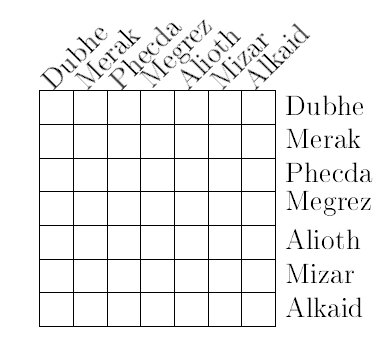 Dubhe
Merak
Phecda
Megrez
Alioth
Mizar
Alkaid
Dubhe
Merak
Phecda
Megrez
Alioth
Mizar
Alkaid